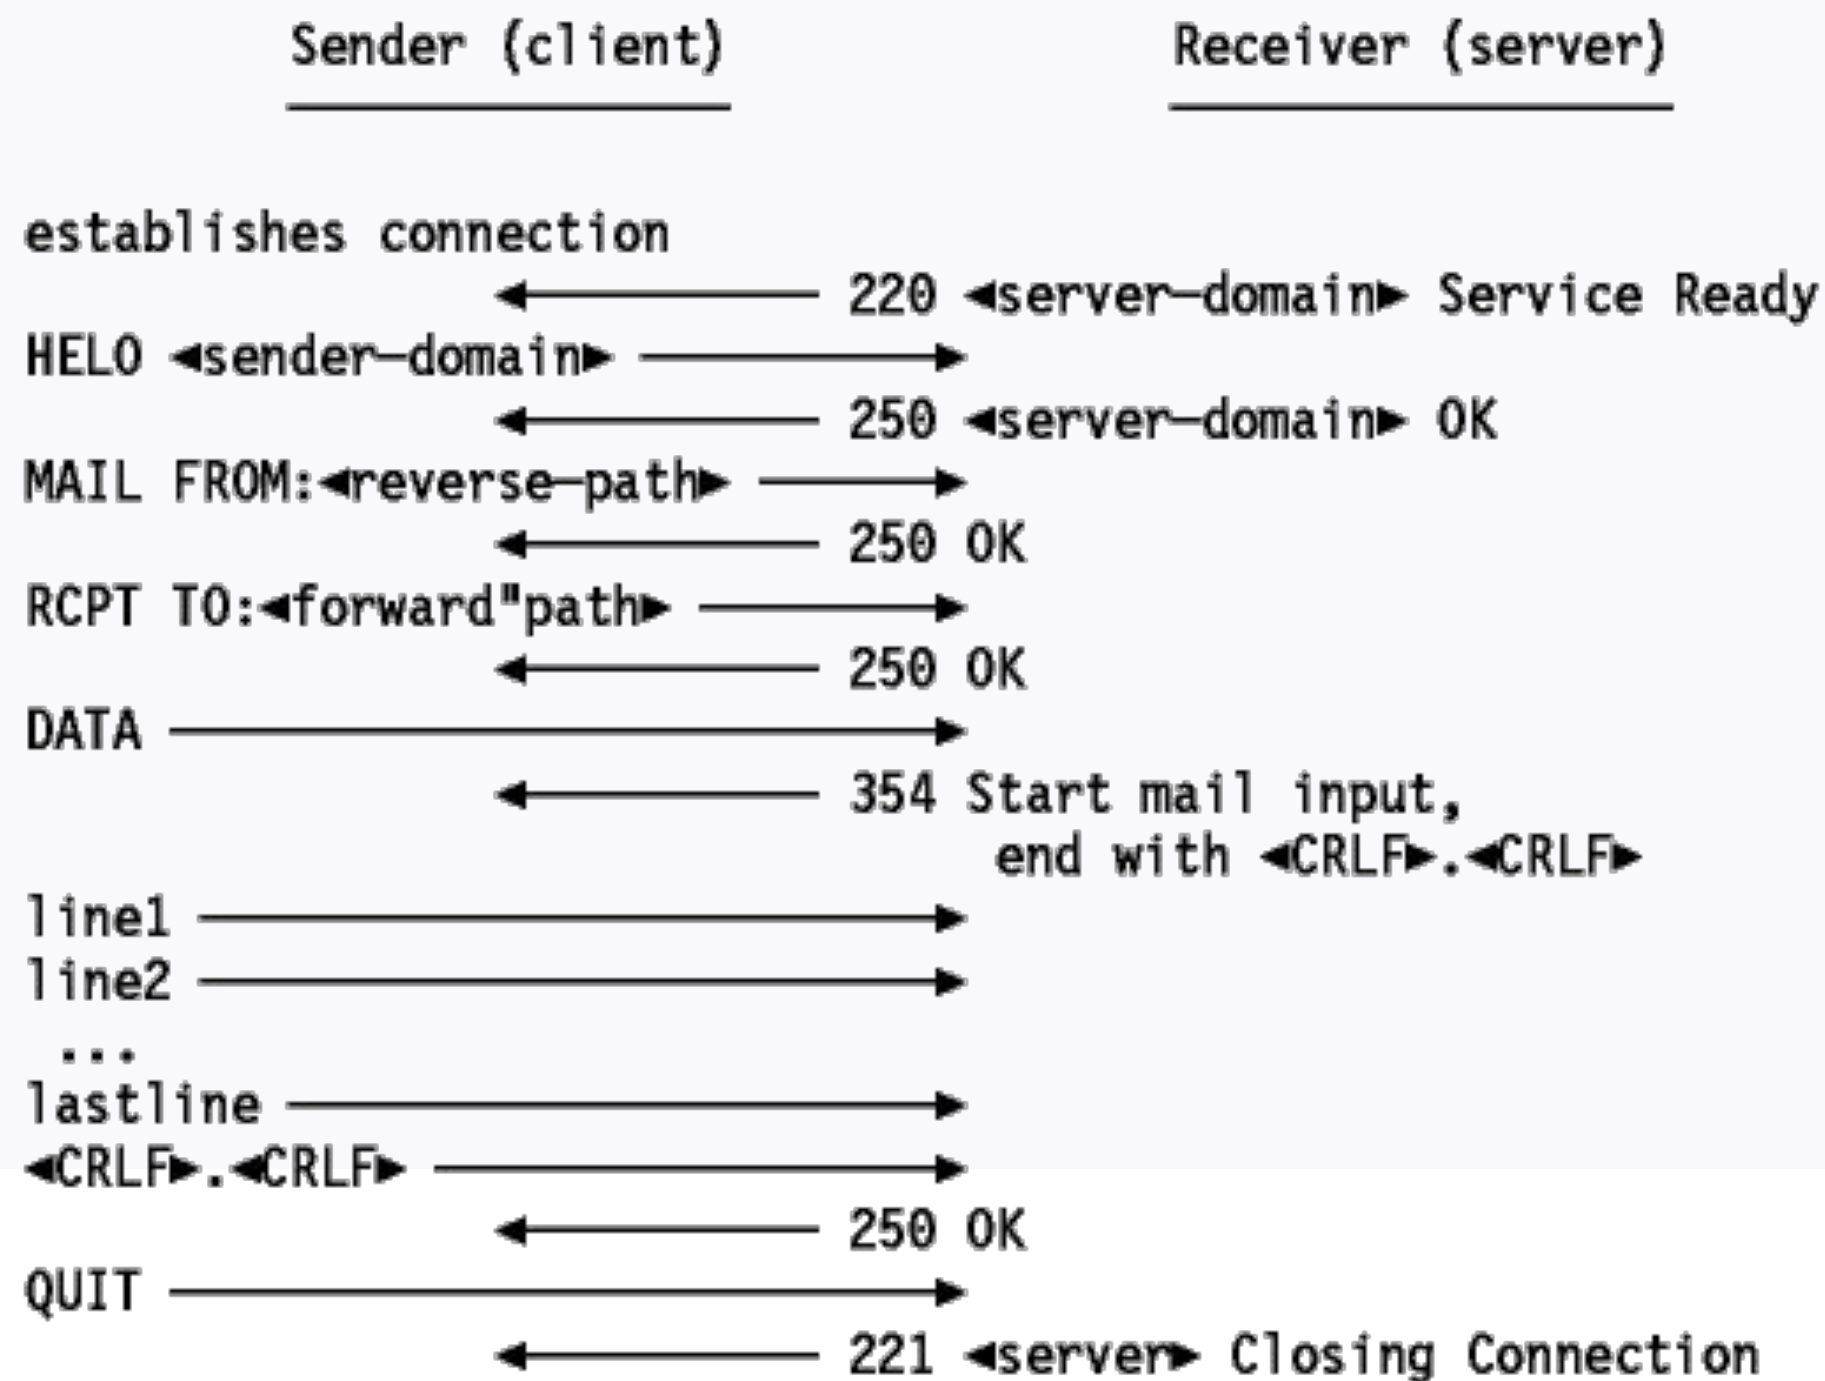 Sender (client) Receiver (server)
establishes connection
220 ◄server—domain► Service Ready
HELO ◄sender—domain►
250 ◄server—domain► OK
MAIL FROM:◄reverse—path►
250 OK
RCPT TO:◄forward"path►
250 OK
DATA
354 Start mail input,
end with ◄CRLF►.◄CRLF►
line1
line2
...
lastline
◄CRLF►.◄CRLF►
250 OK
QUIT
221 ◄server► Closing Connection